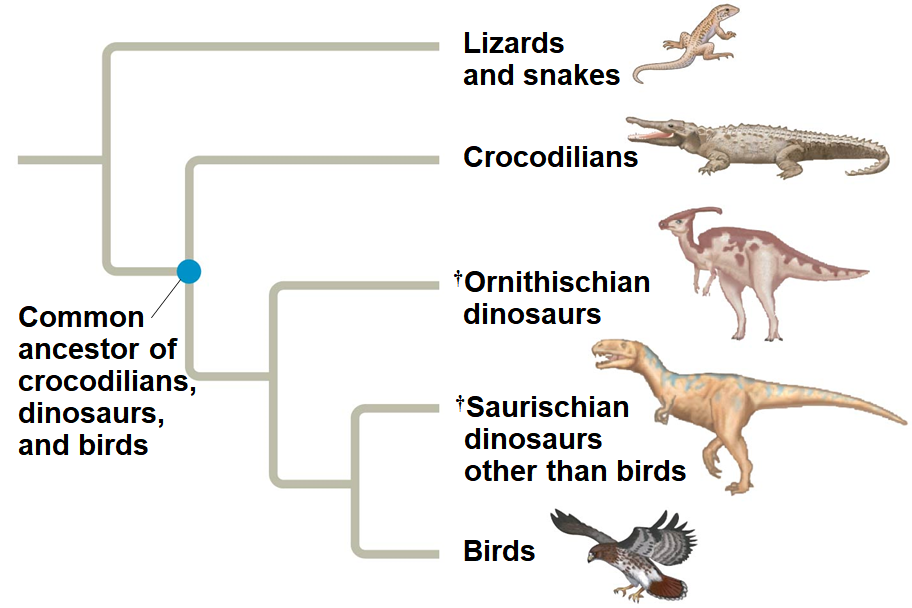 Lizards
and snakes
Crocodilians
†Ornithischian
dinosaurs
Common
ancestor of
crocodilians,
dinosaurs,
and birds
†Saurischian
dinosaurs
other than birds
Birds